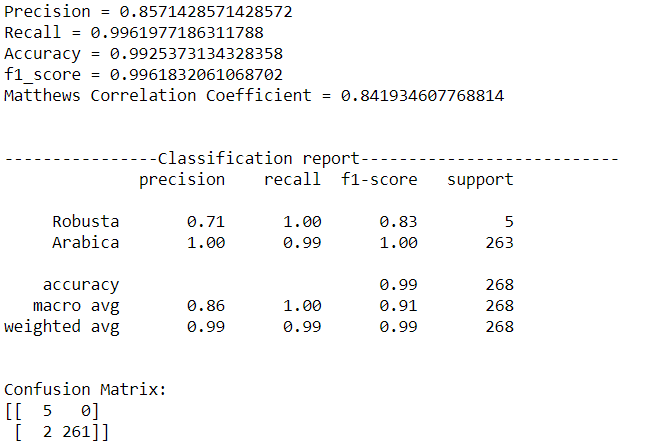 Precision = 0.8571428571428572
Recall = 0.9961977186311788
Accuracy = 0.9925373134328358
f1_score = 0.9961832061068702
Matthews Correlation Coefficient = 0.841934607768814
----------------Classification report---------------------------
precision recall f1-score support
Robusta 0.71 1.00 0.83 5
Arabica 1.00 0.99 1.00 263
accuracy 0.99 268
macro avg 0.86 1.00 0.91 268
weighted avg 0.99 0.99 0.99 268
Confusion Matrix:
[[ 5 0]
[ 2 261]]